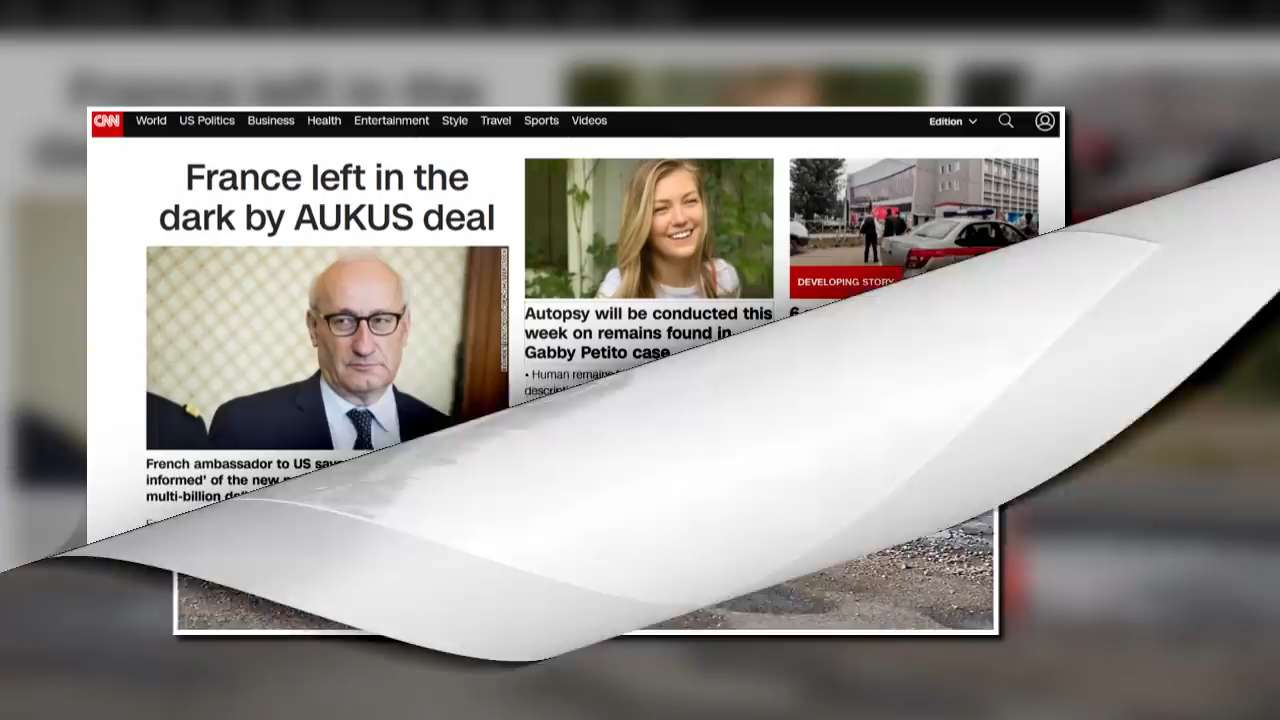 CNN World US Politics Business Health Entertainment Style Travel Sports Videos Edition
France left in the
dark by AUKUS deal
French ambassador to US
informed' of the new
multi-billion
Autopsy will be conducted this
week on remains found in
Gabby Petito case
• Human
DEVELOPING STORY
6